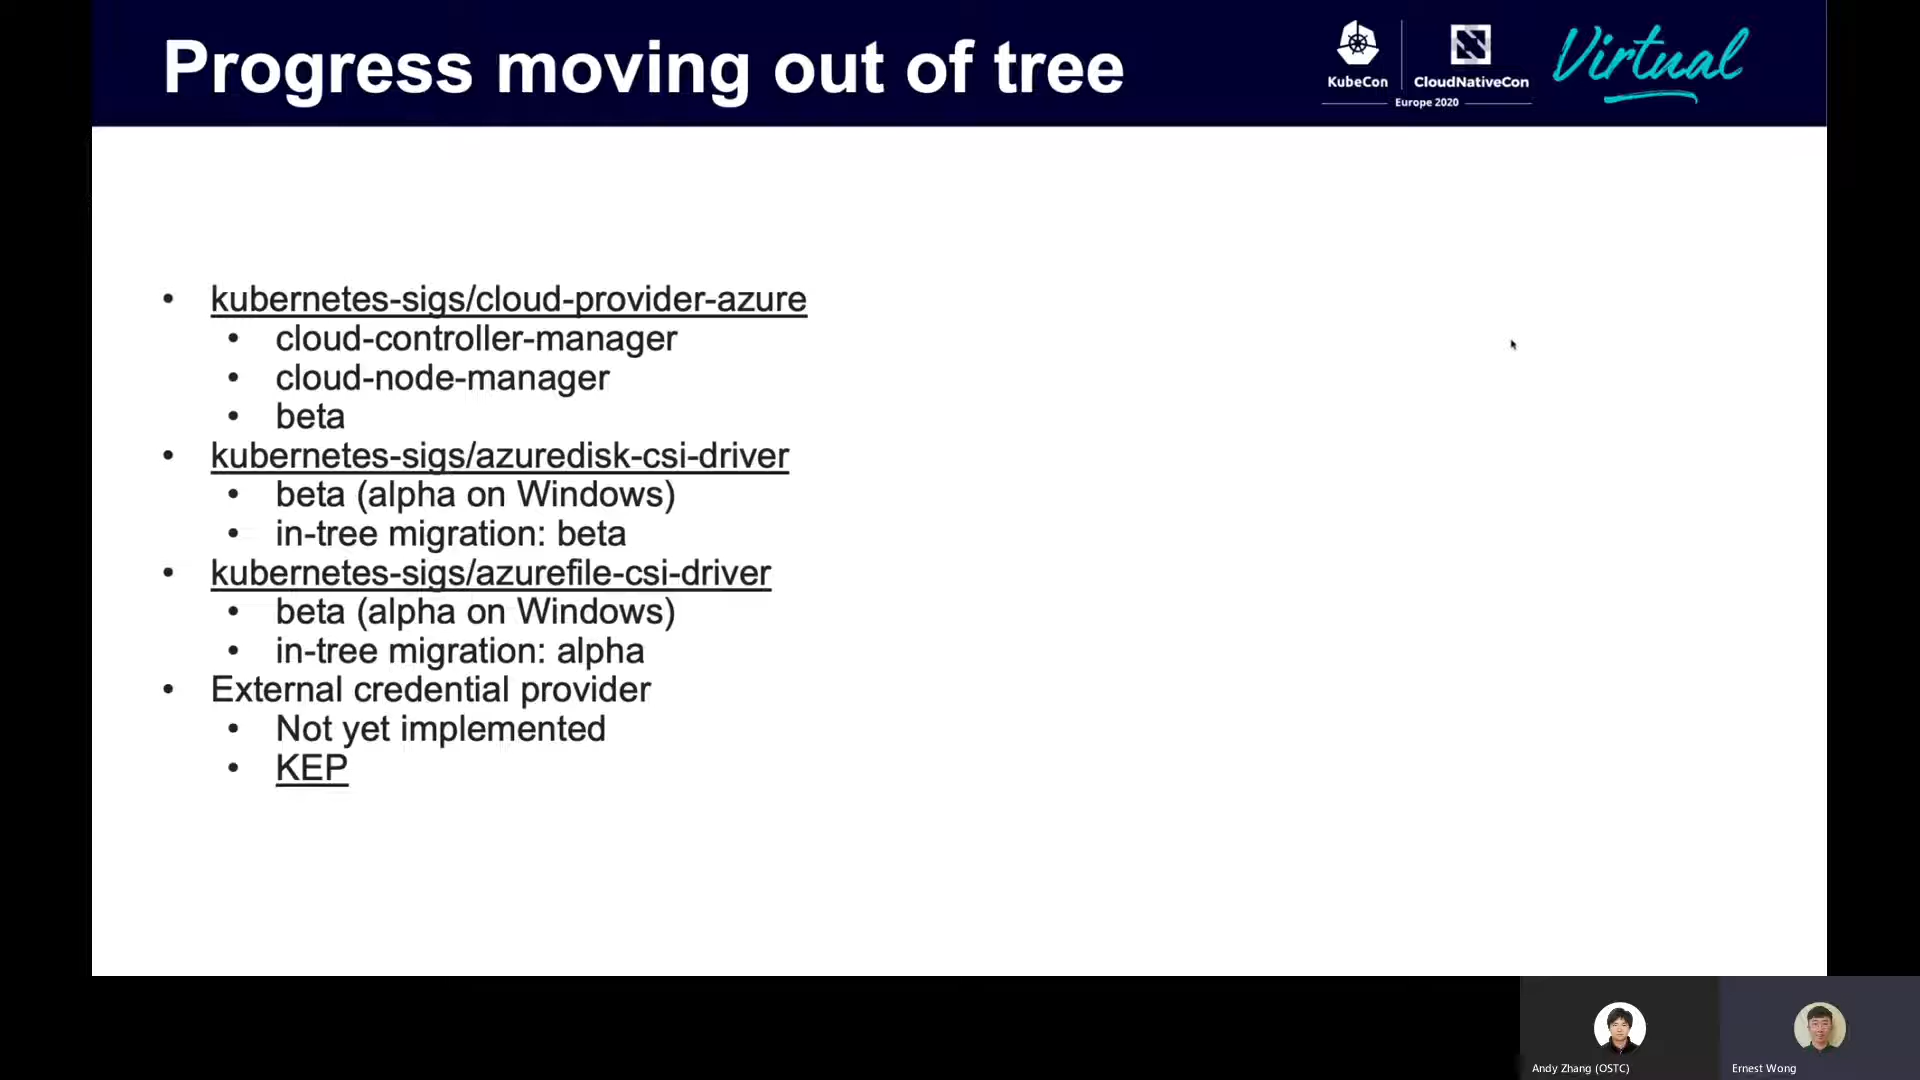 Progress moving out of tree
KubeCon
CloudNativeCon
Europe 2020
Virtual
• kubernetes-sigs/cloud-provider-azure
• cloud-controller-manager
• cloud-node-manager
• beta
• kubernetes-sigs/azuredisk-csi-driver
• beta (alpha on Windows)
• in-tree migration: beta
• kubernetes-sigs/azurefile-csi-driver
• beta (alpha on Windows)
• in-tree migration: alpha
• External credential provider
• Not yet implemented
• KEP
Andy Zhang (OSTC)
Ernest Wong